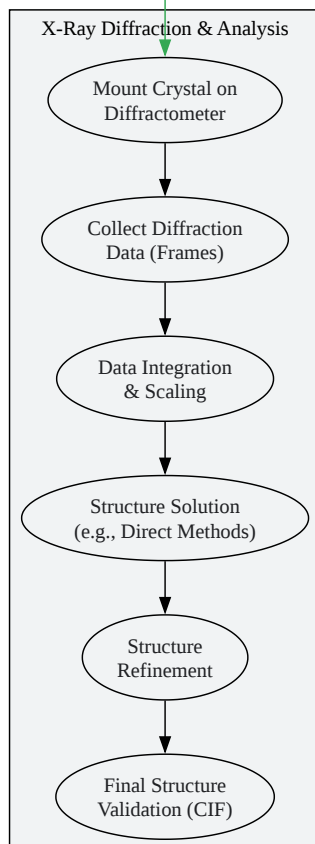 X-Ray Diffraction & Analysis
Mount Crystal on
Diffractometer
Collect Diffraction
Data (Frames)
Data Integration
& Scaling
Structure Solution
(e.g., Direct Methods)
Structure
Refinement
Final Structure
Validation (CIF)